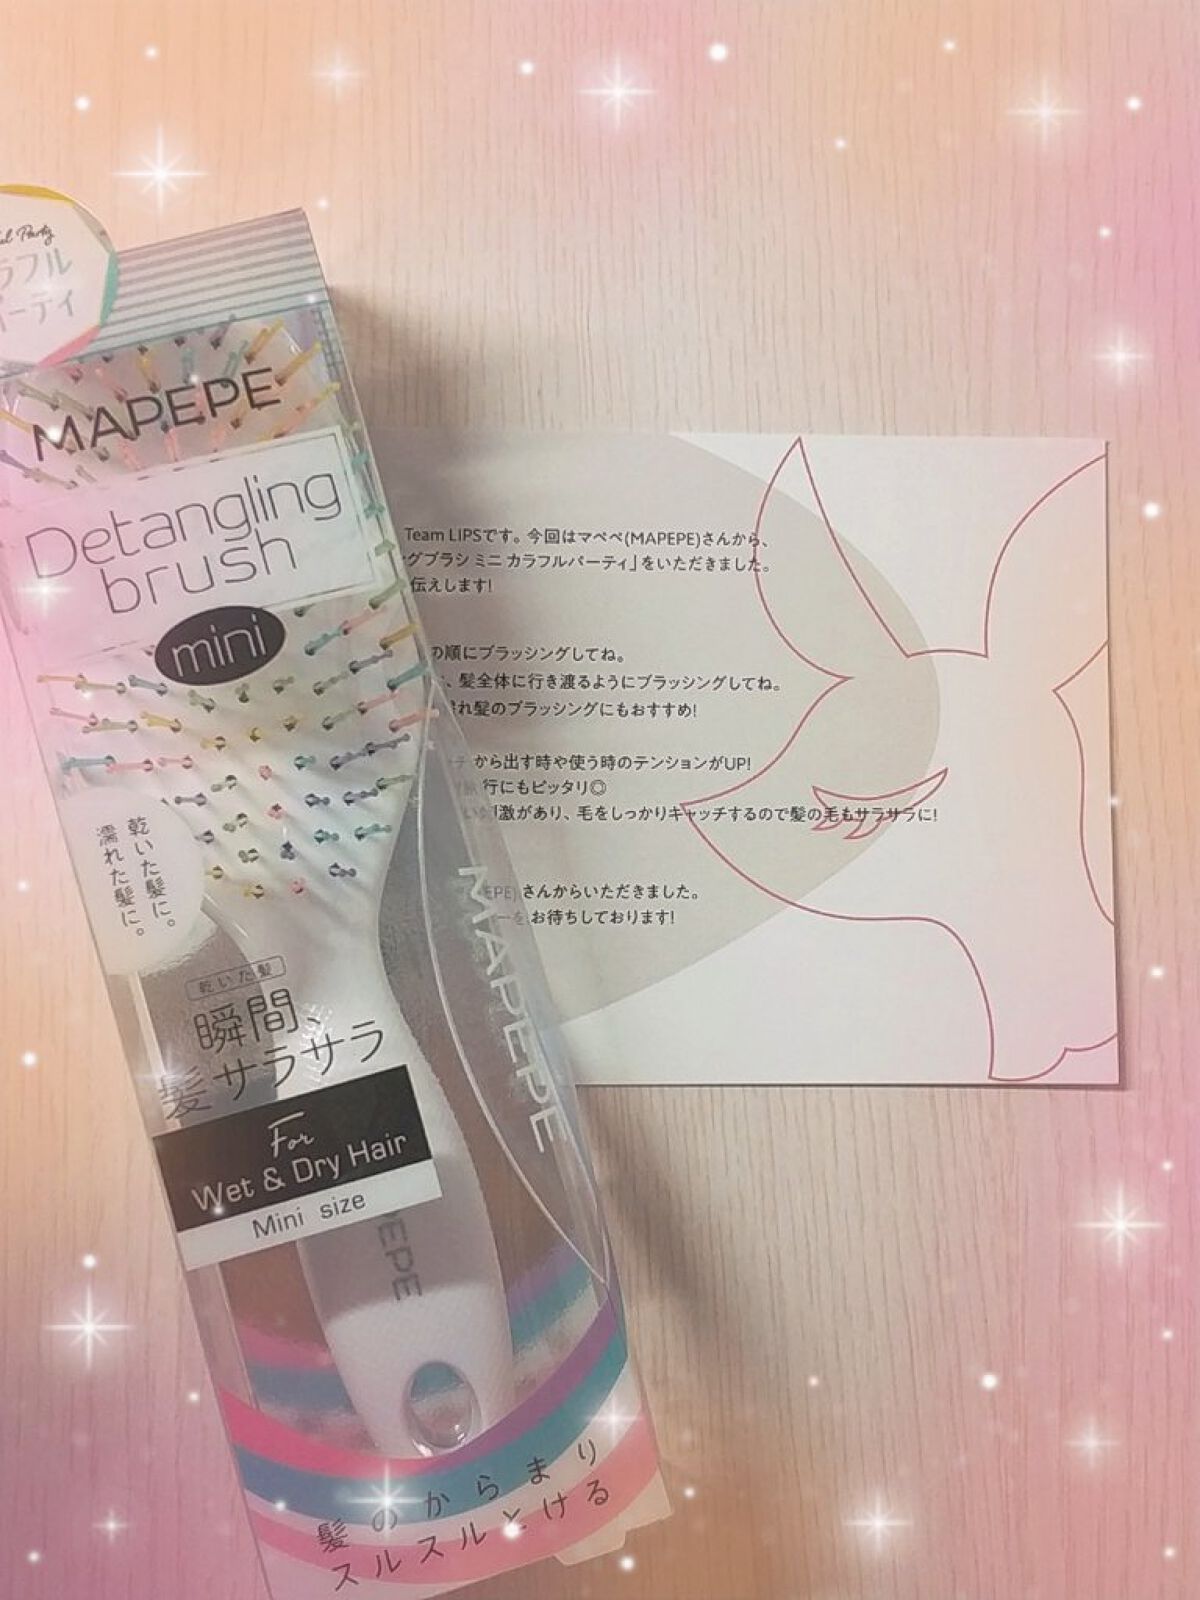 Party
ラフル
ーティ
MAPEPE
Detangling
brush
mini
乾いた髪に。
濡れた髪に。
乾いた髪
瞬間、
髪サラサラ
For
Wet & Dry Hair
Mini size
MAPEPE
EPE
髪のからまり
スルスルとける
Team LIPSです。今回はマペペ(MAPEPE)さんから、
グブラシ ミニ カラフルパーティ」をいただきました。
伝えします!
の順にブラッシングしてね。
、髪全体に行き渡るようにブラッシングしてね。
れ髪のブラッシングにもおすすめ!
チから出す時や使う時のテンションがUP!
旅行にもピッタリ◎
激があり、毛をしっかりキャッチするので髪の毛もサラサラに!
EPE)さんからいただきました。
ーをお待ちしております!